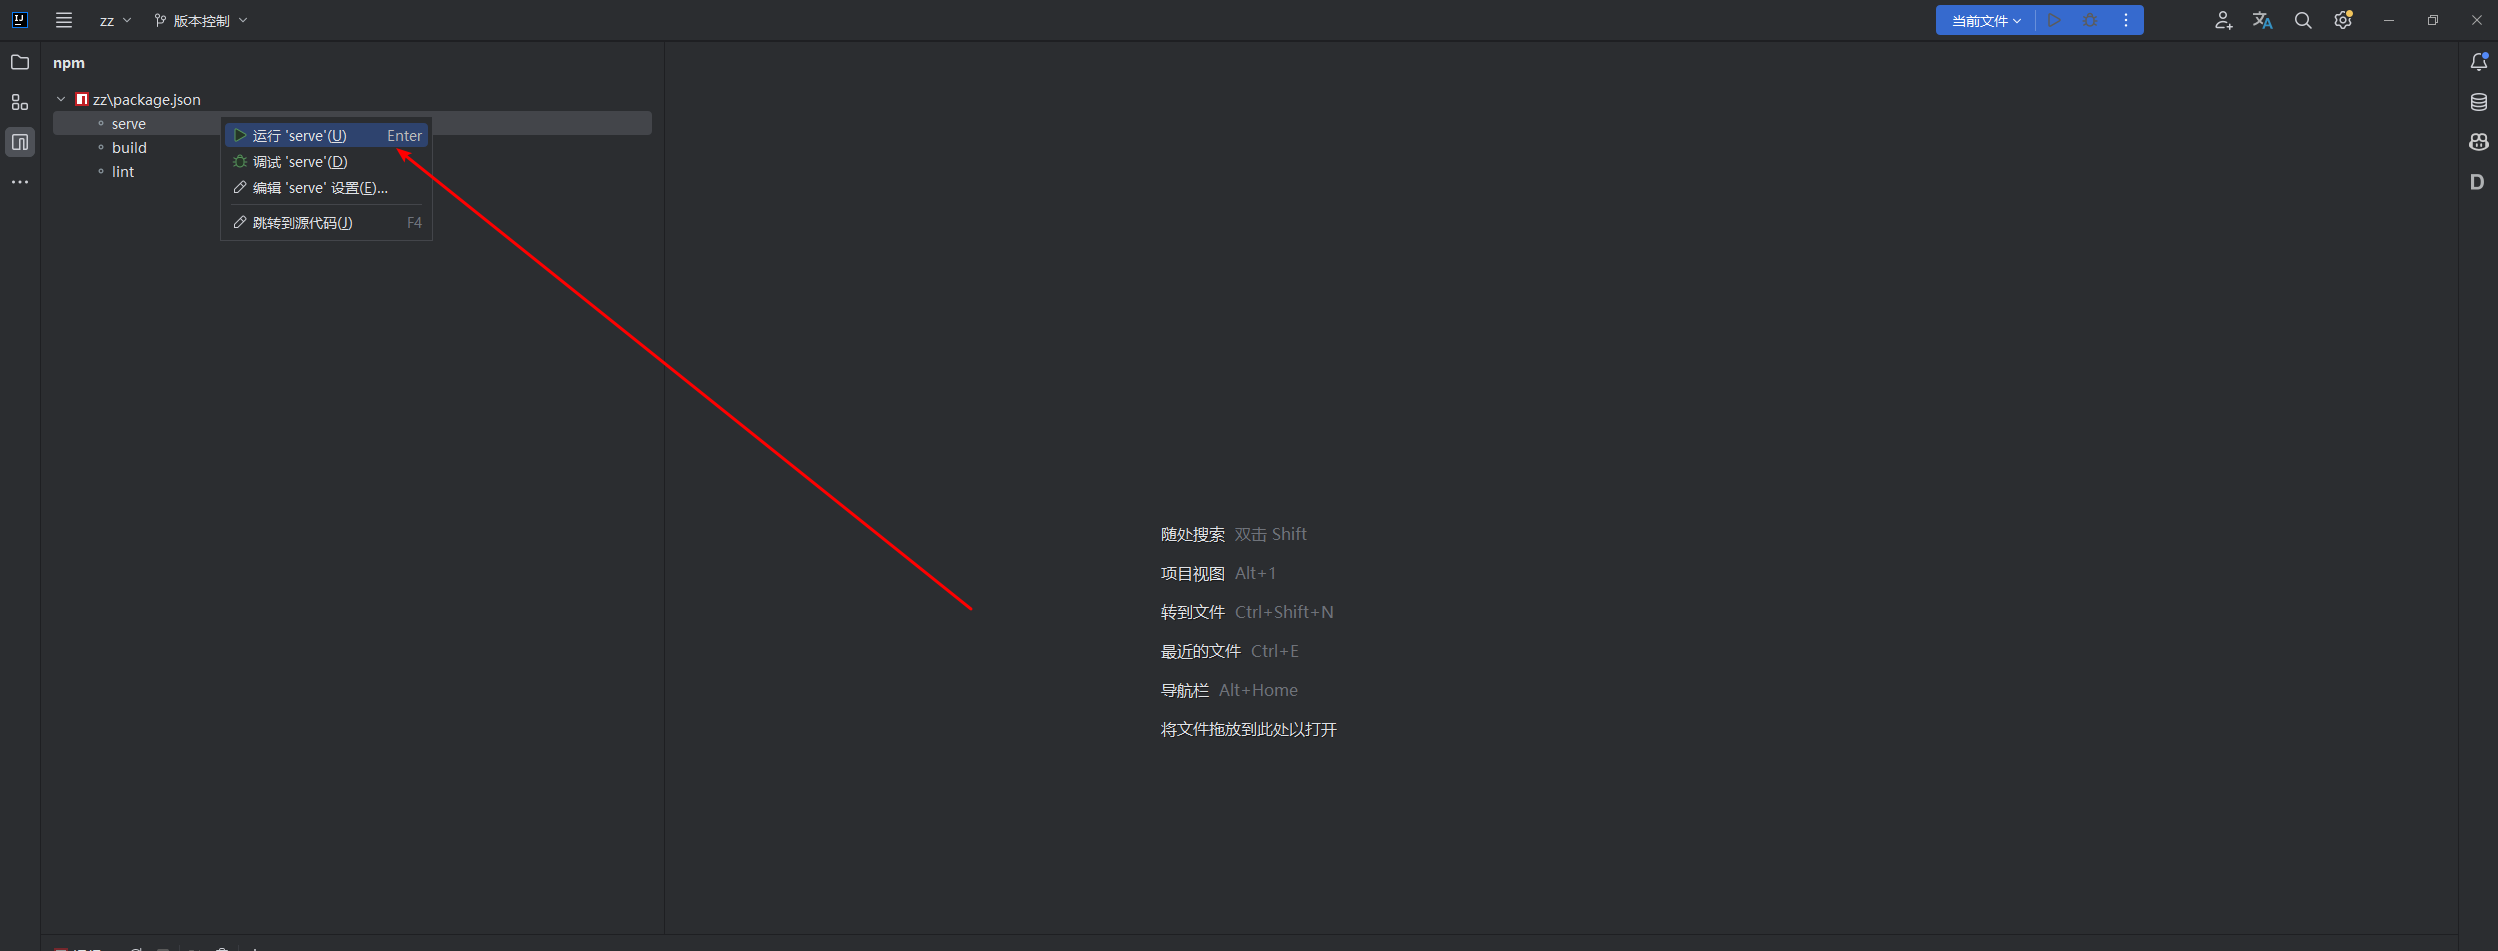 IJ
zz
版本控制
当前文件
npm
zz\package.json
serve
build
lint
运行 'serve'(U) Enter
调试 'serve'(D)
编辑 'serve' 设置(E)...
跳转到源代码(J) F4
随处搜索 双击 Shift
项目视图 Alt+1
转到文件 Ctrl+Shift+N
最近的文件 Ctrl+E
导航栏 Alt+Home
将文件拖放到此处以打开
D